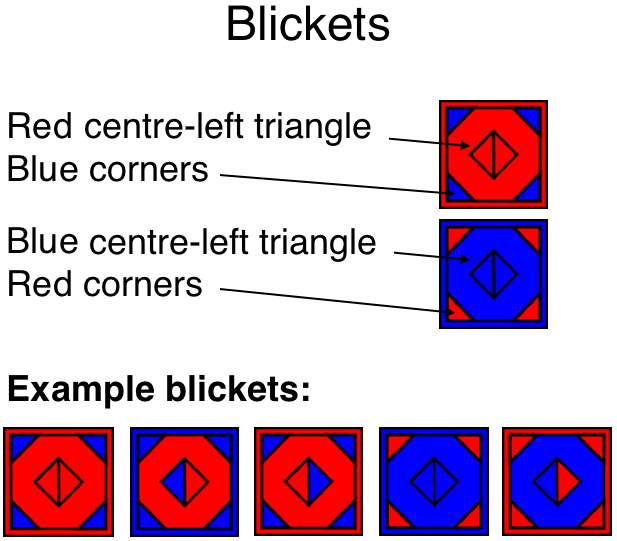 Blickets
Red centre-left triangle
Blue corners
Blue centre-left triangle
Red corners
Example blickets: